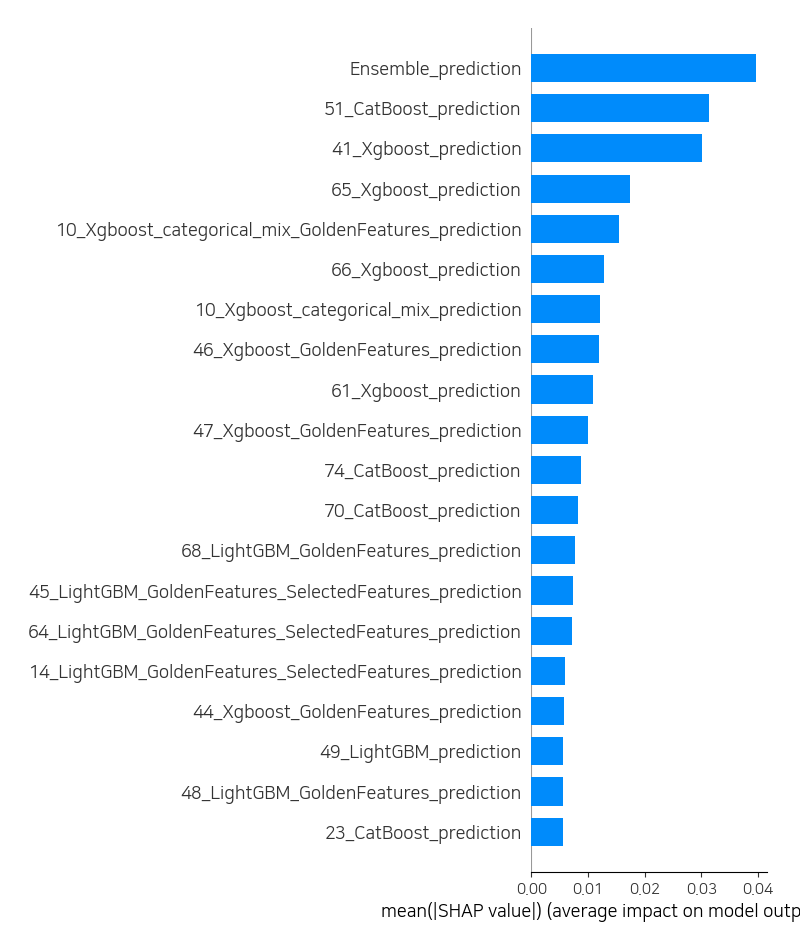 Ensemble_prediction
51_CatBoost_prediction
41_Xgboost_prediction
65_Xgboost_prediction
10_Xgboost_categorical_mix_GoldenFeatures_prediction
66_Xgboost_prediction
10_Xgboost_categorical_mix_prediction
46_Xgboost_GoldenFeatures_prediction
61_Xgboost_prediction
47_Xgboost_GoldenFeatures_prediction
74_CatBoost_prediction
70_CatBoost_prediction
68_LightGBM_GoldenFeatures_prediction
45_LightGBM_GoldenFeatures_SelectedFeatures_prediction
64_LightGBM_GoldenFeatures_SelectedFeatures_prediction
14_LightGBM_GoldenFeatures_SelectedFeatures_prediction
44_Xgboost_GoldenFeatures_prediction
49_LightGBM_prediction
48_LightGBM_GoldenFeatures_prediction
23_CatBoost_prediction
0.00 0.01 0.02 0.03 0.04
mean(|SHAP value|) (average impact on model outp